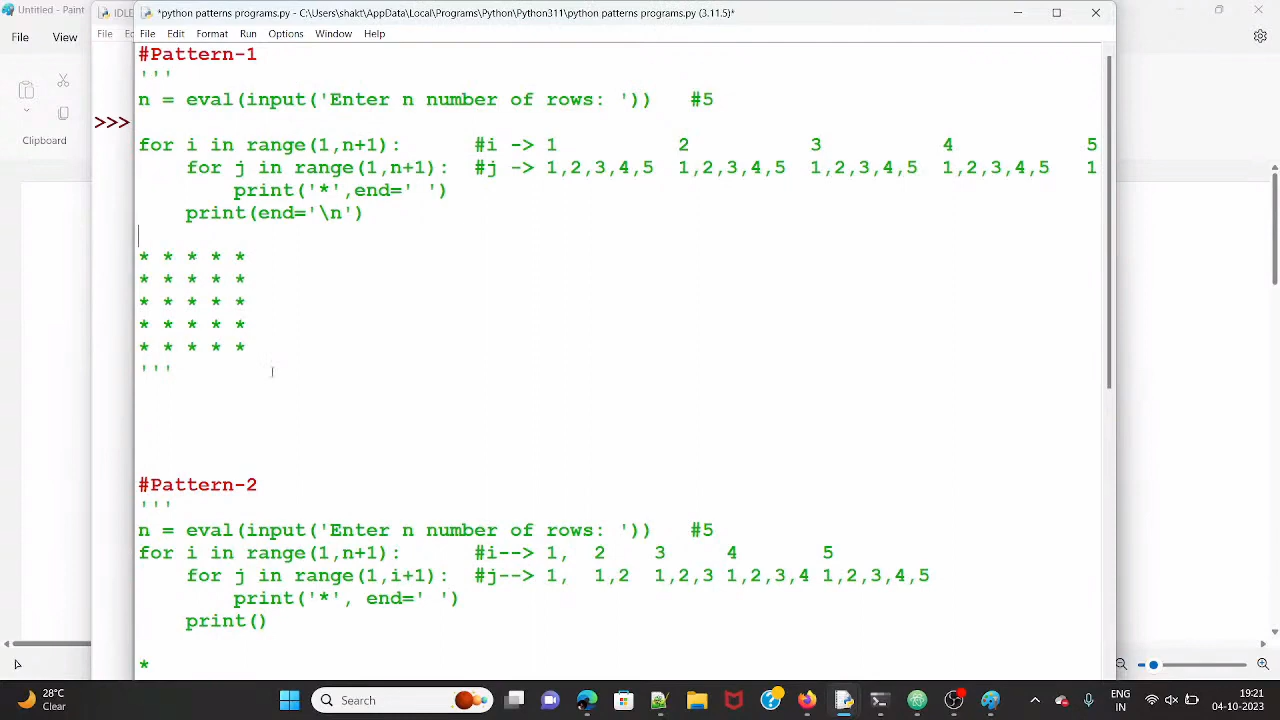 Untitled - Paint
IDLE
*python patterns programs.py - C:\Users\shakt\AppData\Local\Programs\Python\Python311\python patterns programs.py (3.11.5)*
File View
File
File Edit Format Run Options Window Help
Clipboard
>>>
#Pattern-1
'''
n = eval(input('Enter n number of rows: ')) #5
for i in range(1,n+1): #i -> 1 2 3 4 5
for j in range(1,n+1): #j -> 1,2,3,4,5 1,2,3,4,5 1,2,3,4,5 1,2,3,4,5 1
print('*',end=' ')
print(end='\n')
* * * * *
* * * * *
* * * * *
* * * * *
* * * * *
'''
#Pattern-2
'''
n = eval(input('Enter n number of rows: ')) #5
for i in range(1,n+1): #i--> 1, 2 3 4 5
for j in range(1,i+1): #j--> 1, 1,2 1,2,3 1,2,3,4 1,2,3,4,5
print('*', end=' ')
print()
*
28°C
Clear
Search
ENG
IN
19:21
04-10-2023